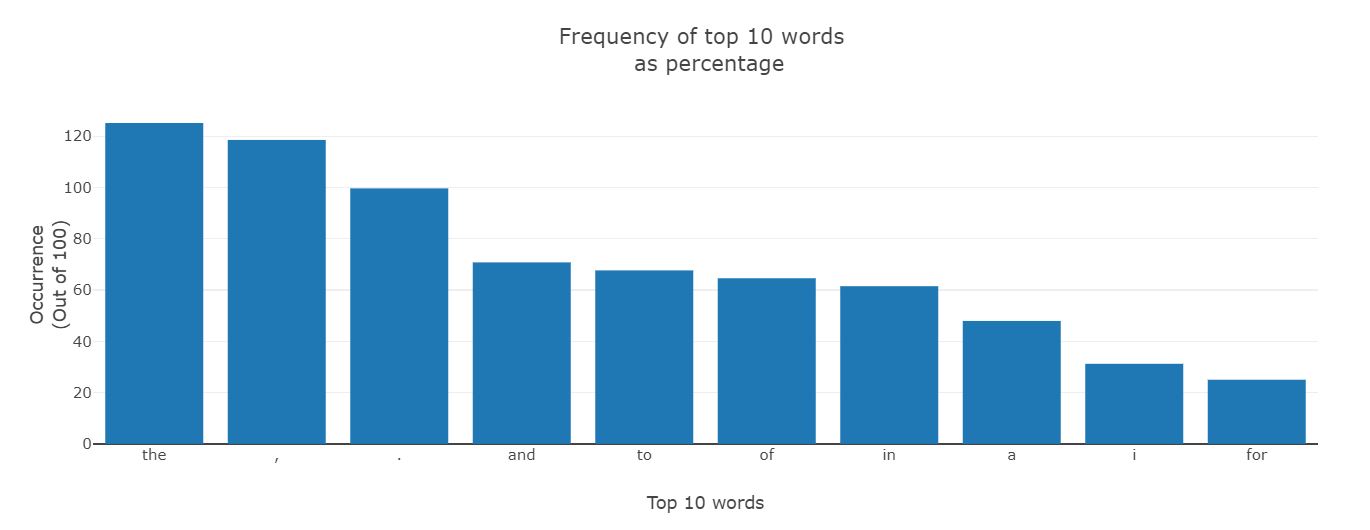 Frequency of top 10 words
as percentage
120
100
80
60
40
20
0
Occurrence
(Out of 100)
the , . and to of in a i for
Top 10 words